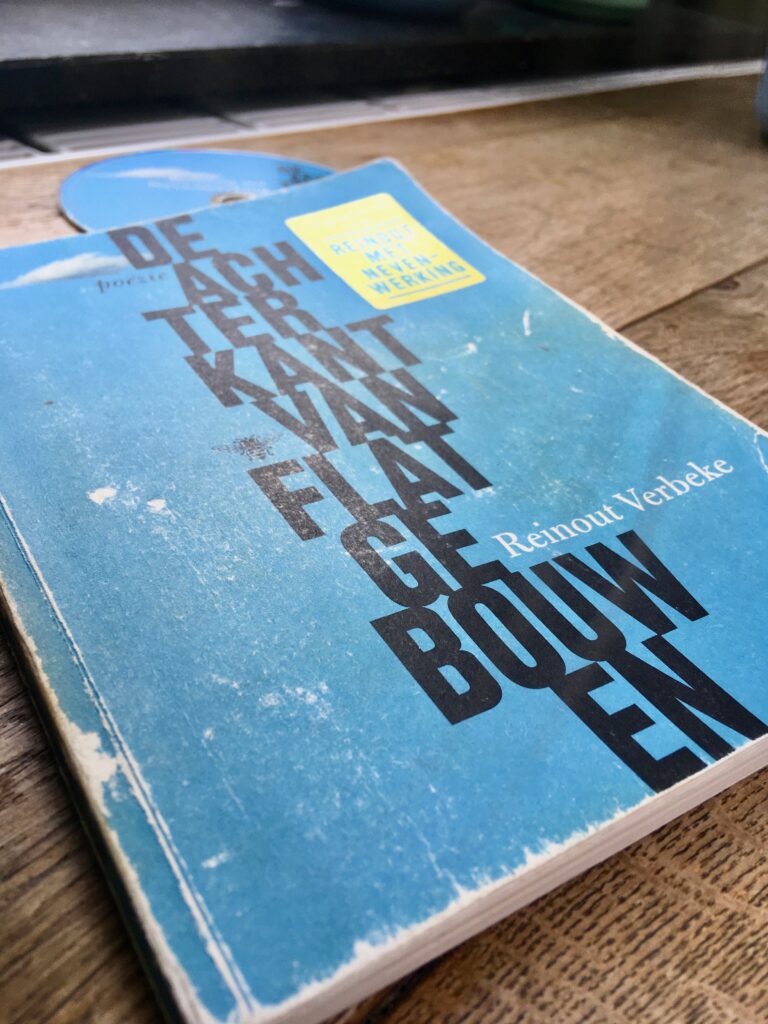 DE
ACH
TER
KANT
VAN
FLAT
GE
BOUW
EN
poëzie
REINOUT
MET
NEVEN-
WERKING
Reinout Verbeke